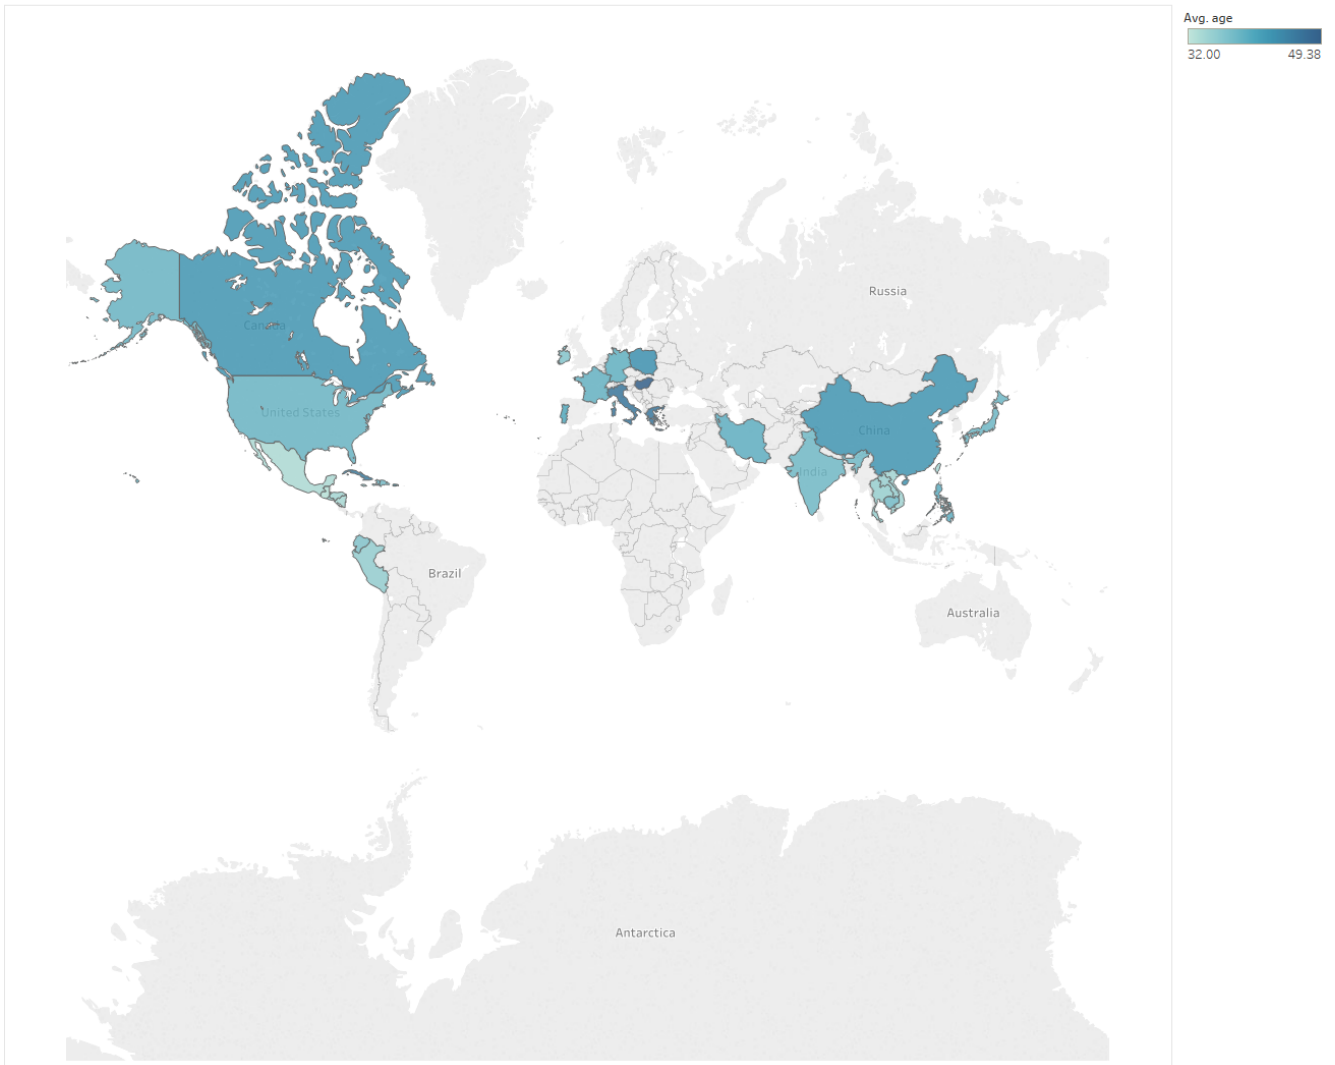 Avg. age
32.00 49.38
Russia
Canada
United States
China
India
Brazil
Australia
Antarctica